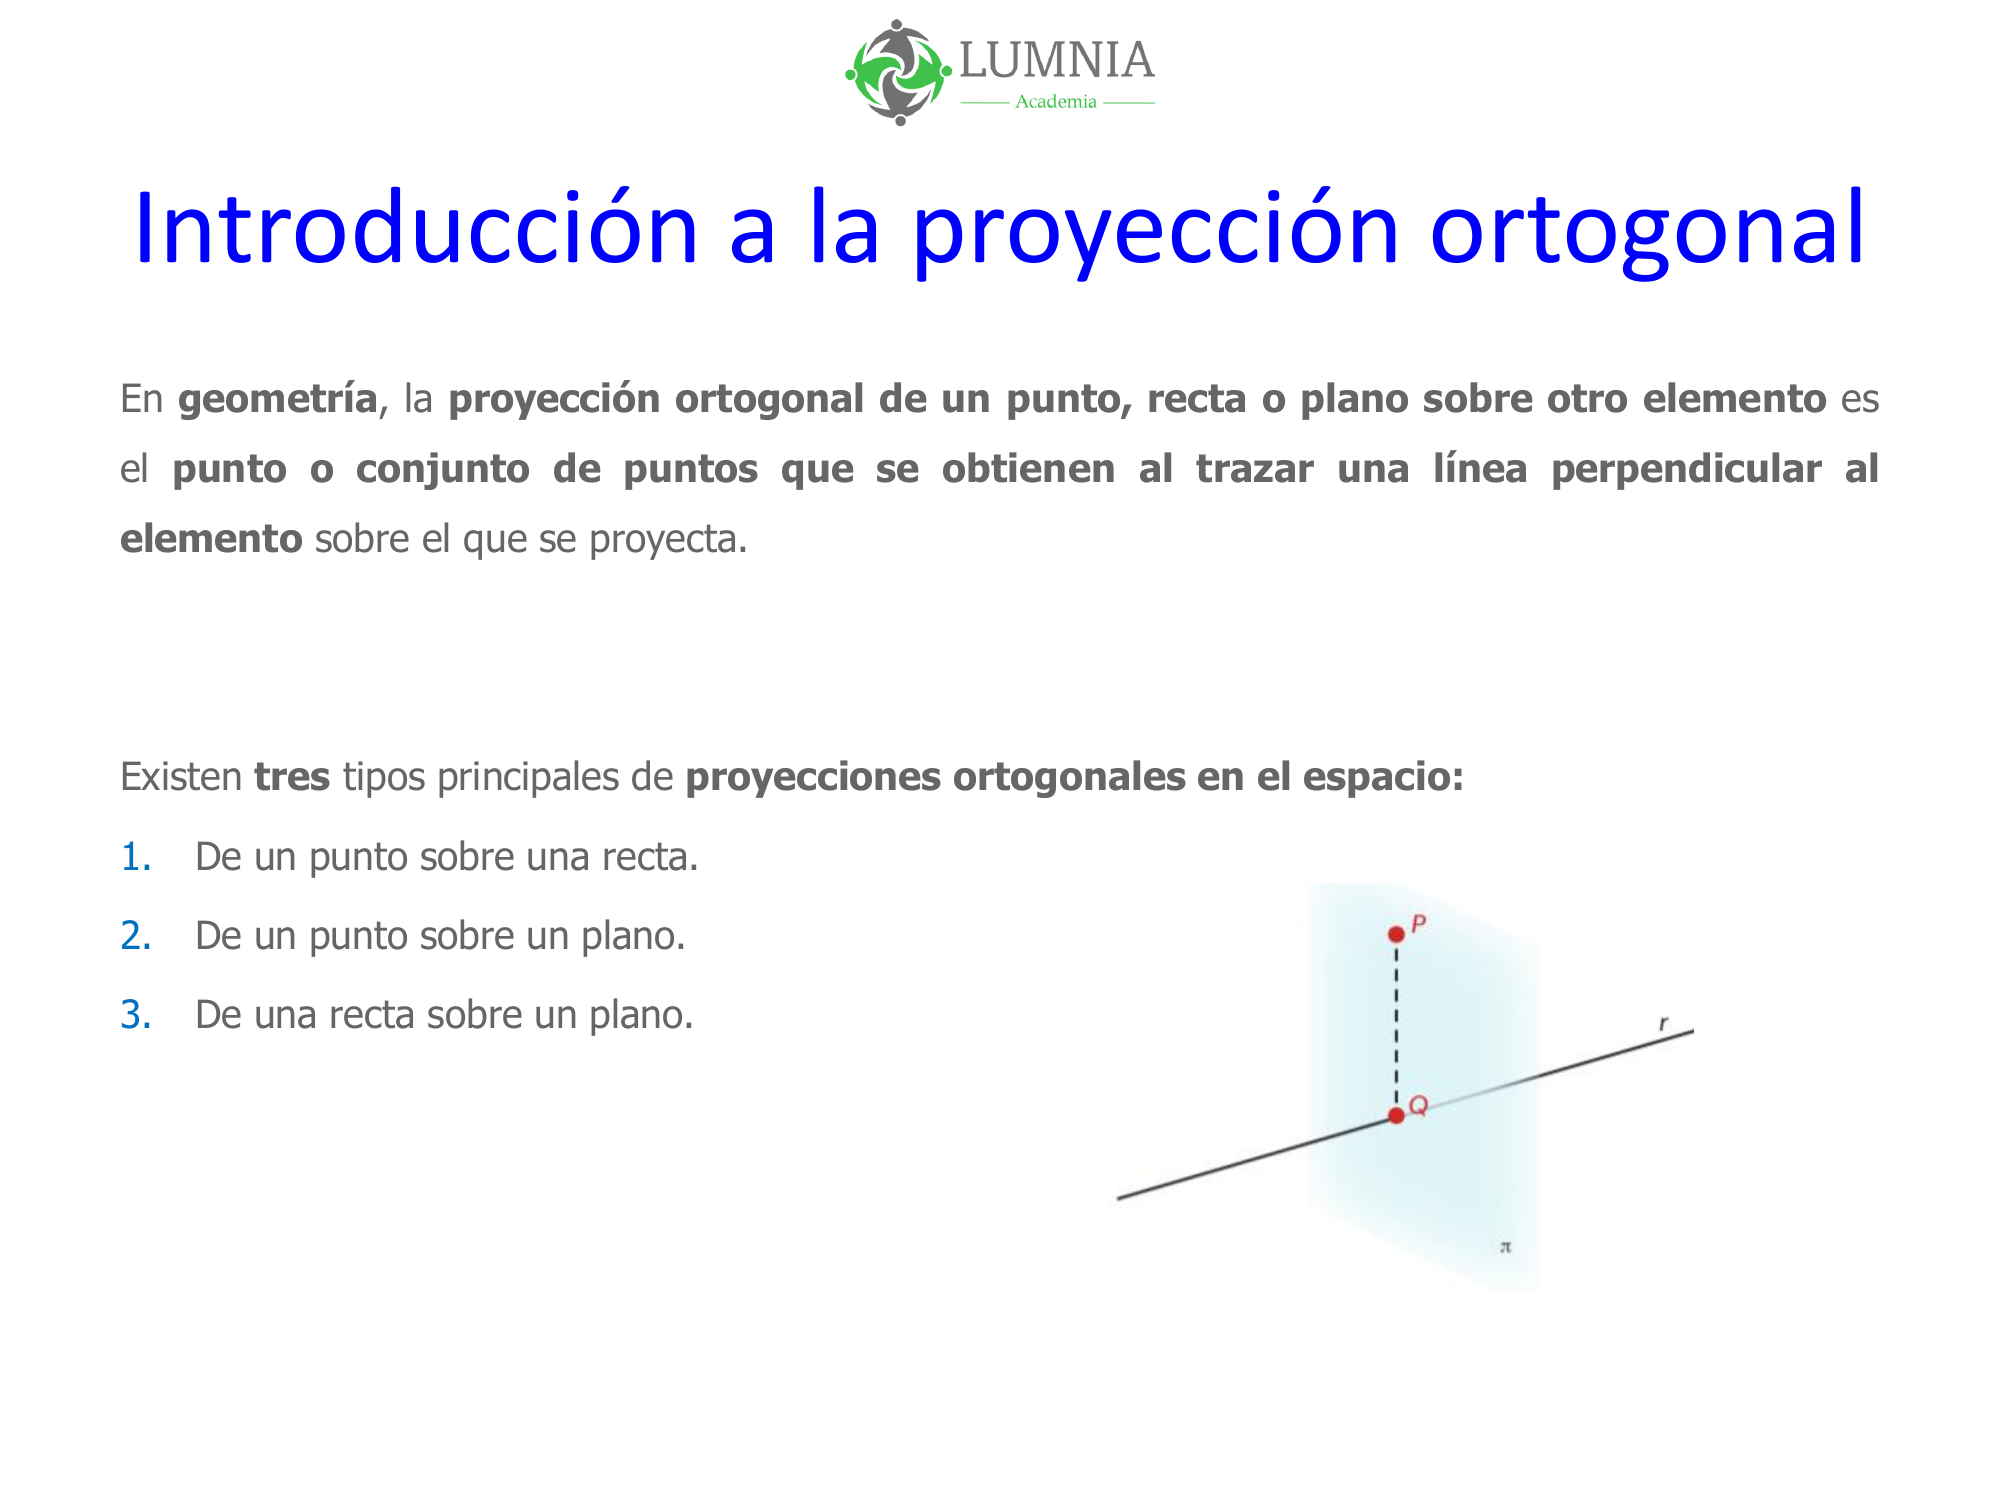 LUMNIA
Academia
Introducción a la proyección ortogonal
En geometría, la proyección ortogonal de un punto, recta o plano sobre otro elemento es
el punto o conjunto de puntos que se obtienen al trazar una línea perpendicular al
elemento sobre el que se proyecta.
Existen tres tipos principales de proyecciones ortogonales en el espacio:
1. De un punto sobre una recta.
2. De un punto sobre un plano.
3. De una recta sobre un plano.
P
r
Q
π